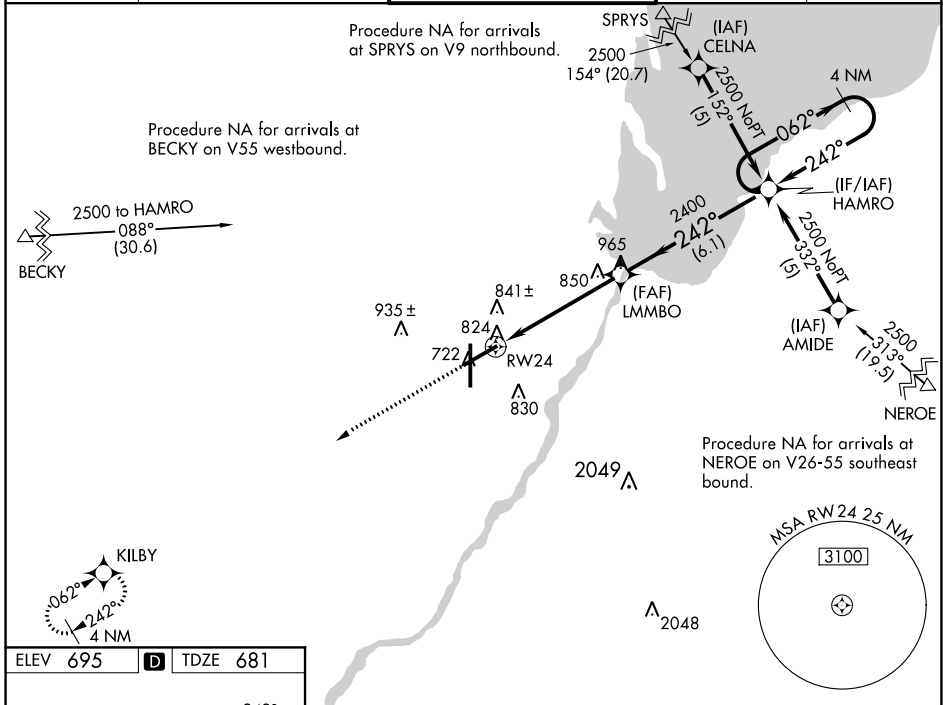 Procedure NA for arrivals
at SPRYS on V9 northbound.
SPRYS
2500
154° (20.7)
(IAF)
CELNA
2500 NoPT
152°
(5)
4 NM
062°
242°
(IF/IAF)
HAMRO
Procedure NA for arrivals at
BECKY on V55 westbound.
2500 to HAMRO
088°
(30.6)
BECKY
2400
242°
(6.1)
2500 NoPT
332°
(5)
965
850
(FAF)
LMMBO
841±
935±
824
722
RW24
830
(IAF)
AMIDE
2500
313°
(19.5)
NEROE
Procedure NA for arrivals at
NEROE on V26-55 southeast
bound.
2049
MSA RW24 25 NM
3100
KILBY
062°
242°
4 NM
2048
ELEV 695 D TDZE 681